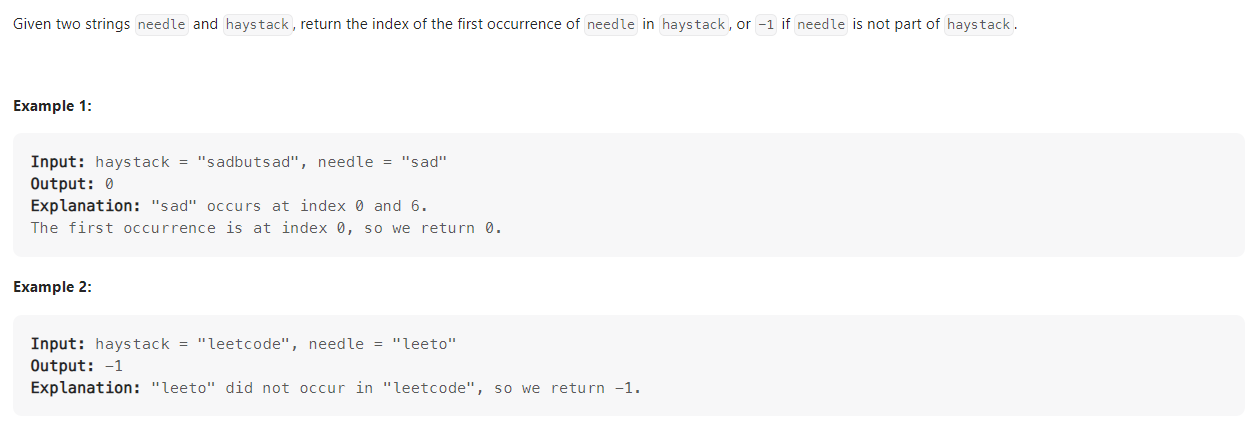 Given two strings needle and haystack, return the index of the first occurrence of needle in haystack, or -1 if needle is not part of haystack.
Example 1:
Input: haystack = "sadbutsad", needle = "sad"
Output: 0
Explanation: "sad" occurs at index 0 and 6.
The first occurrence is at index 0, so we return 0.
Example 2:
Input: haystack = "leetcode", needle = "leeto"
Output: -1
Explanation: "leeto" did not occur in "leetcode", so we return -1.